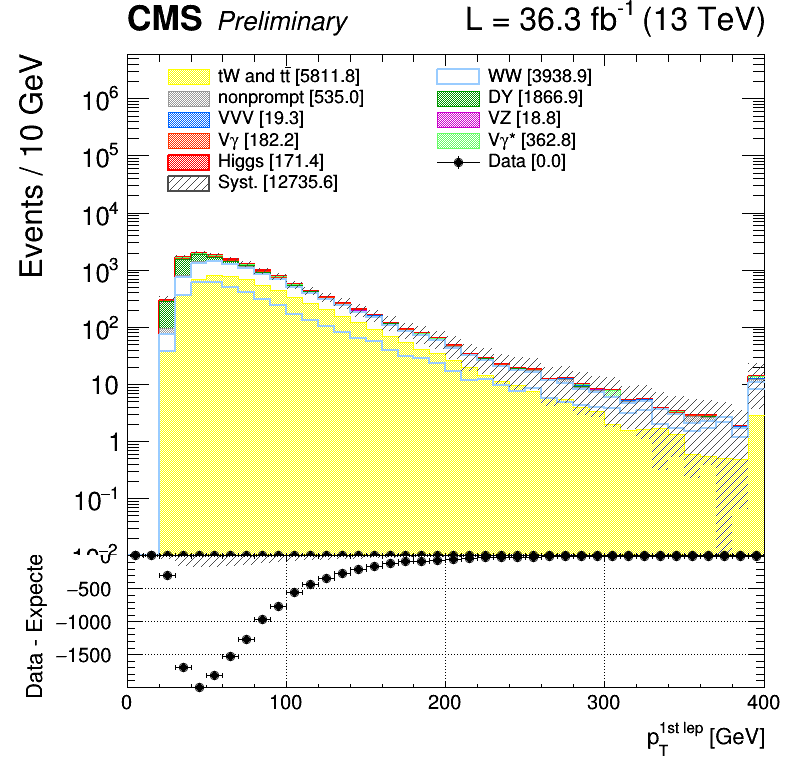 CMS Preliminary L = 36.3 fb⁻¹ (13 TeV)
Events / 10 GeV
tW and tt̄ [5811.8] WW [3938.9]
nonprompt [535.0] DY [1866.9]
VVV [19.3] VZ [18.8]
Vγ [182.2] Vγ* [362.8]
Higgs [171.4] Data [0.0]
Syst. [12735.6]
10⁶
10⁵
10⁴
10³
10²
10
1
10⁻¹
Data - Expecte
−500
−1000
−1500
0 100 200 300 400
p_T^{1st lep} [GeV]